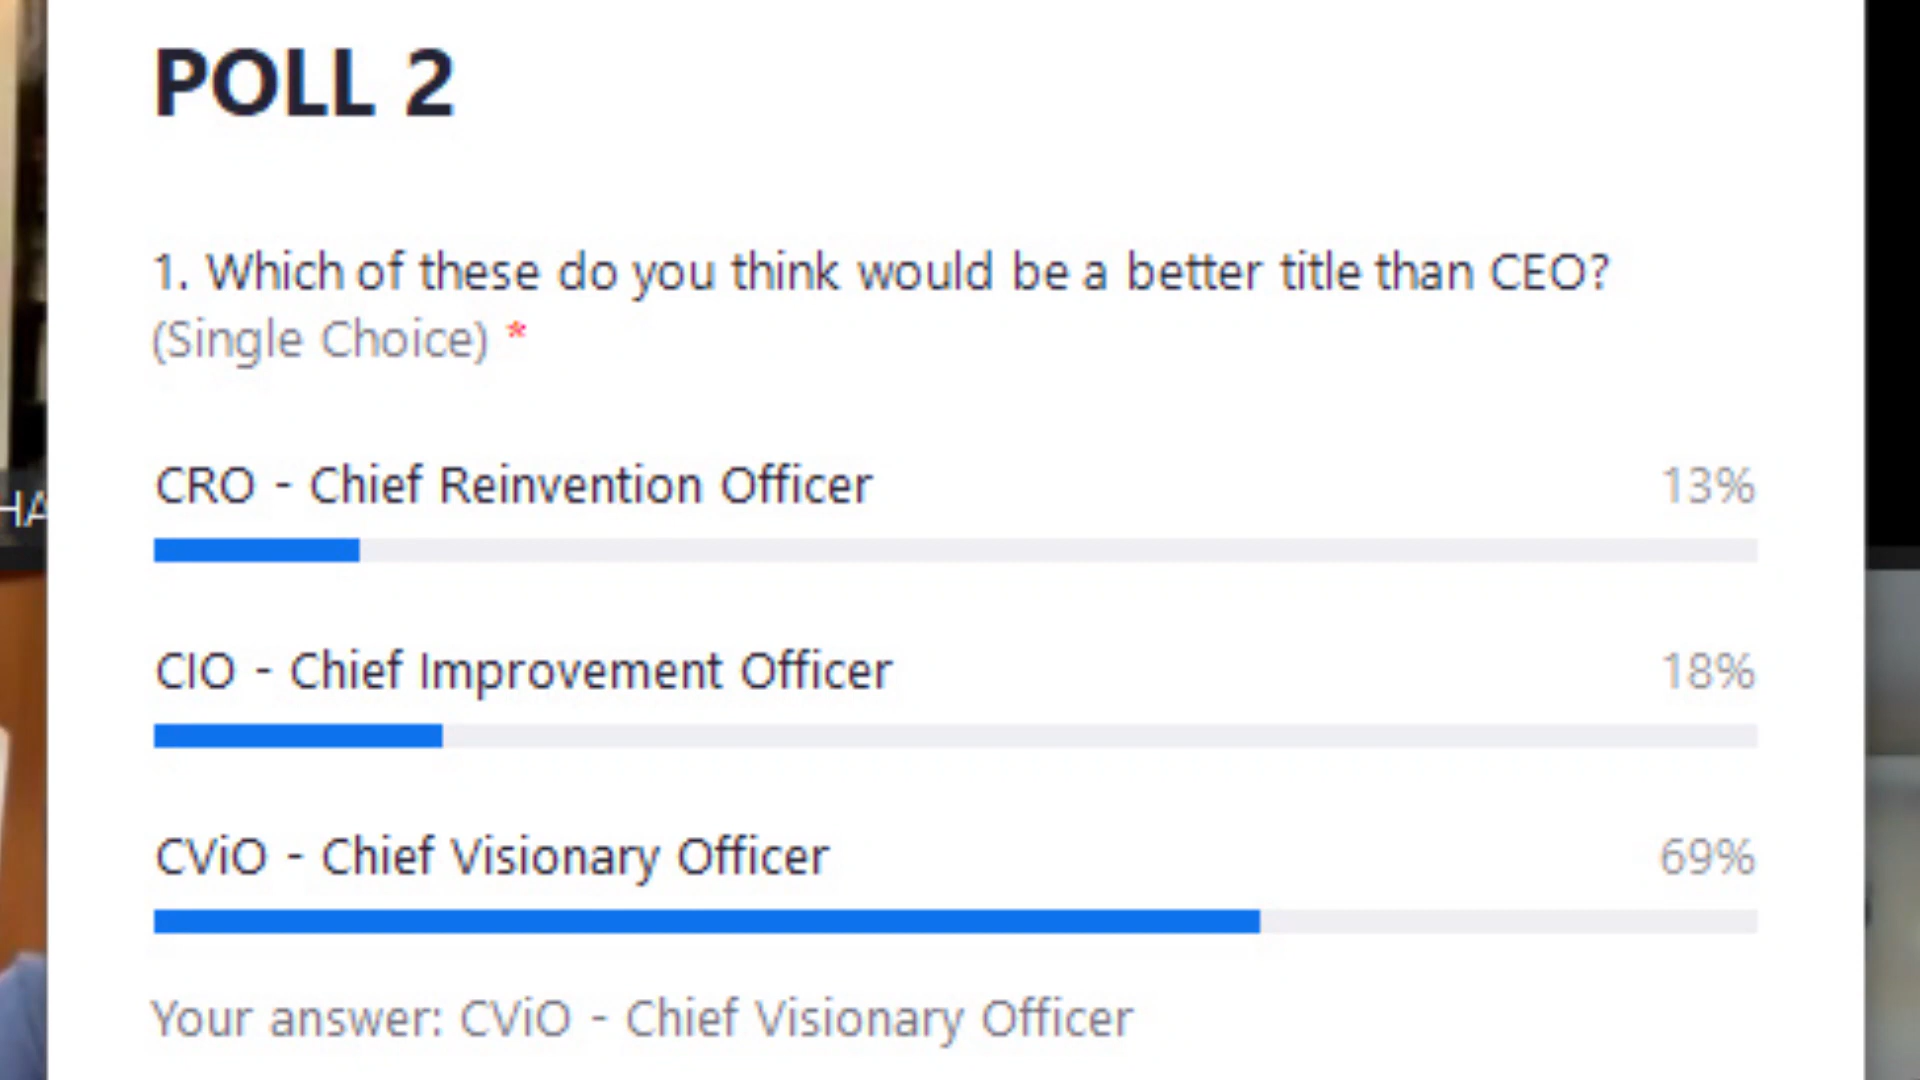 POLL 2
1. Which of these do you think would be a better title than CEO?
(Single Choice) *
CRO - Chief Reinvention Officer 13%
HA
CIO - Chief Improvement Officer 18%
CViO - Chief Visionary Officer 69%
Your answer: CViO - Chief Visionary Officer